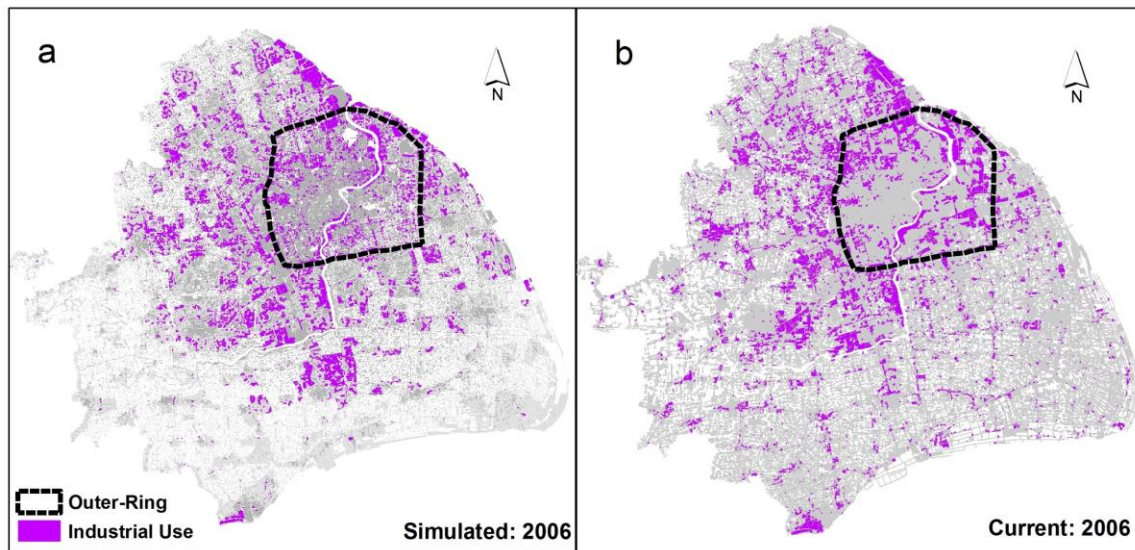 a
N
Outer-Ring
Industrial Use
Simulated: 2006
b
N
Current: 2006